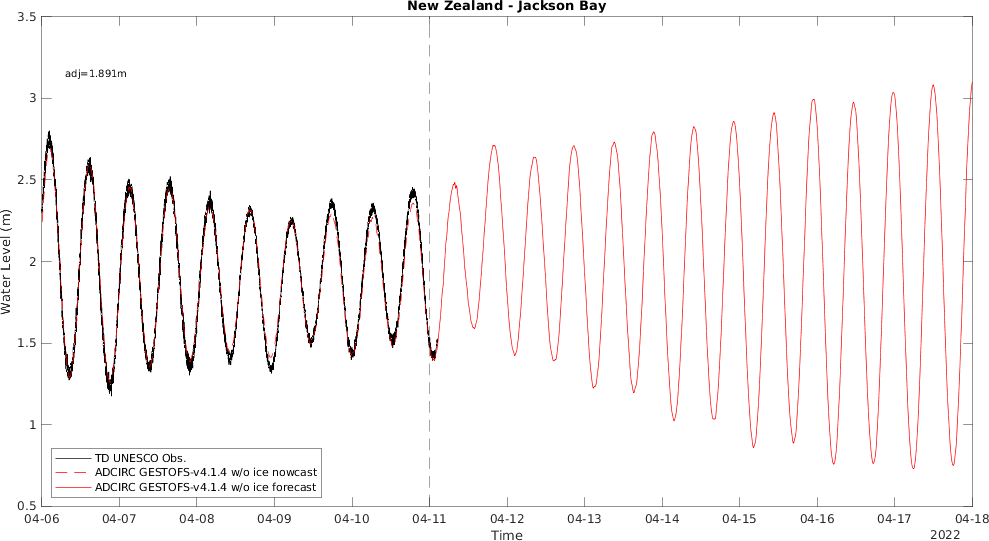 New Zealand - Jackson Bay
adj=1.891m
Water Level (m)
3.5
3
2.5
2
1.5
1
0.5
TD UNESCO Obs.
ADCIRC GESTOFS-v4.1.4 w/o ice nowcast
ADCIRC GESTOFS-v4.1.4 w/o ice forecast
04-06 04-07 04-08 04-09 04-10 04-11 04-12 04-13 04-14 04-15 04-16 04-17 04-18
Time
2022